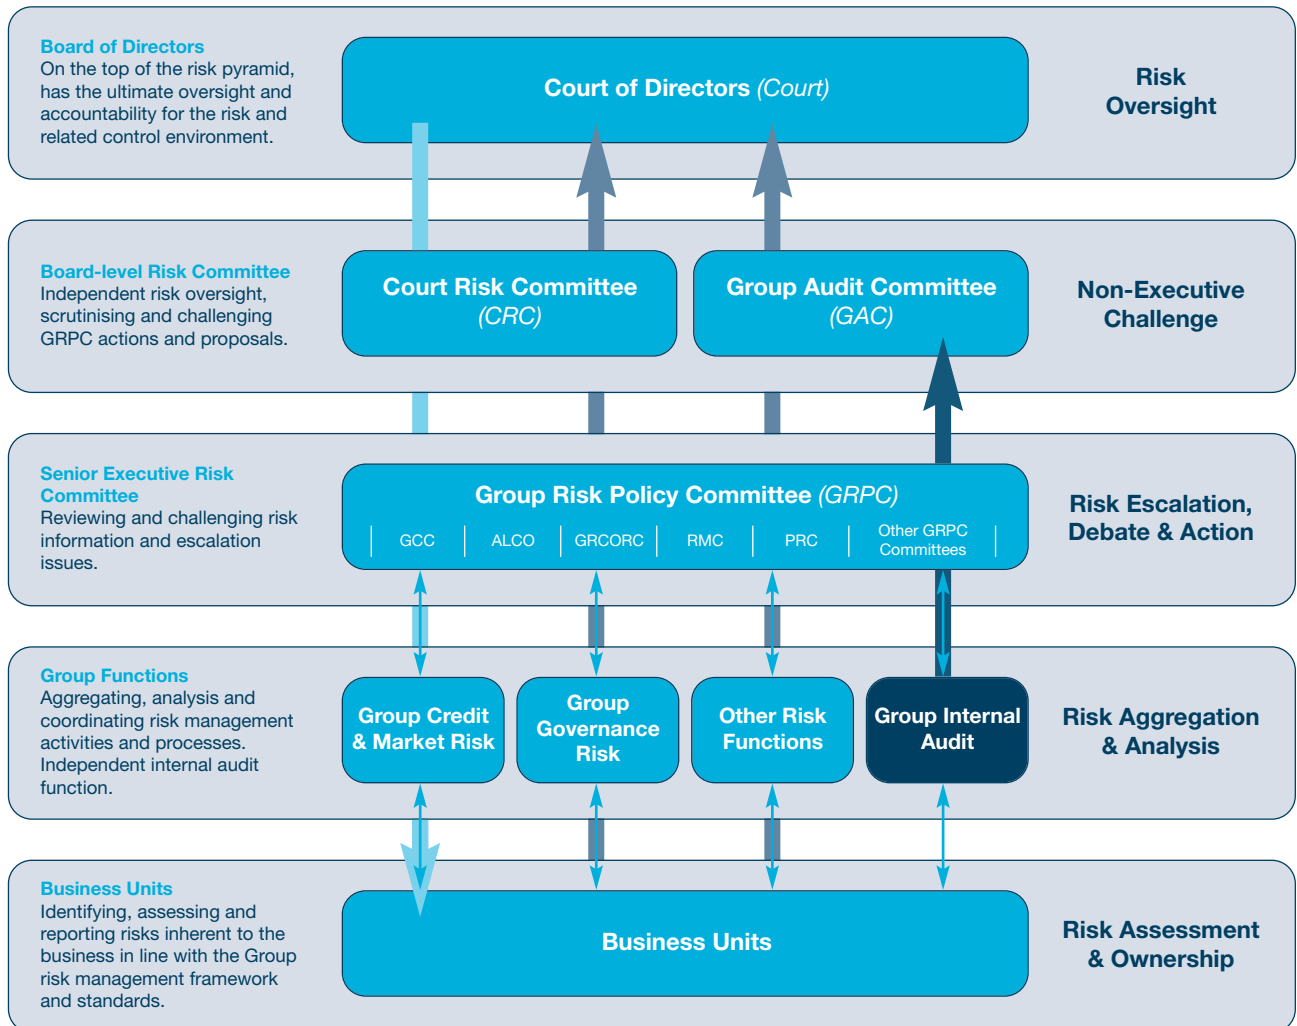 Board of Directors
On the top of the risk pyramid,
has the ultimate oversight and
accountability for the risk and
related control environment.
Court of Directors (Court)
Risk
Oversight
Board-level Risk Committee
Independent risk oversight,
scrutinising and challenging
GRPC actions and proposals.
Court Risk Committee
(CRC)
Group Audit Committee
(GAC)
Non-Executive
Challenge
Senior Executive Risk
Committee
Reviewing and challenging risk
information and escalation
issues.
Group Risk Policy Committee (GRPC)
GCC
ALCO
GRCORC
RMC
PRC
Other GRPC
Committees
Risk Escalation,
Debate & Action
Group Functions
Aggregating, analysis and
coordinating risk management
activities and processes.
Independent internal audit
function.
Group Credit
& Market Risk
Group
Governance
Risk
Other Risk
Functions
Group Internal
Audit
Risk Aggregation
& Analysis
Business Units
Identifying, assessing and
reporting risks inherent to the
business in line with the Group
risk management framework
and standards.
Business Units
Risk Assessment
& Ownership